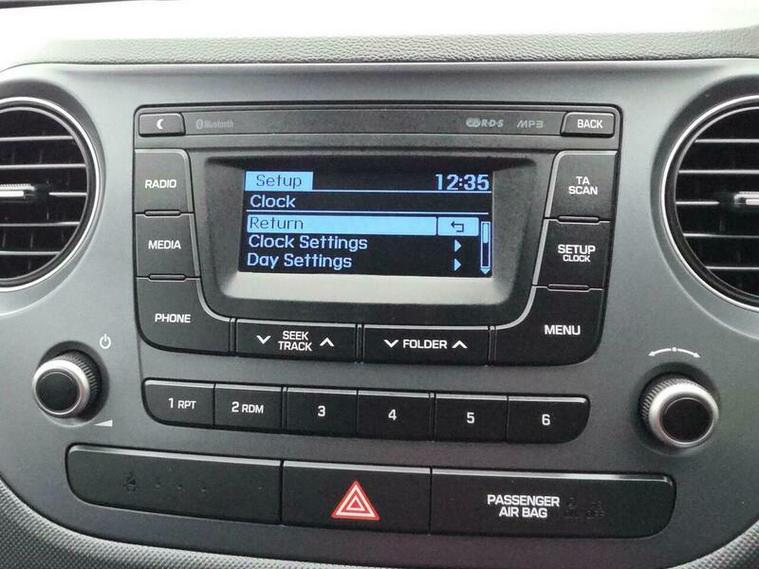 Bluetooth
RDS
MP3
BACK
RADIO
Setup
12:35
TA
SCAN
Clock
MEDIA
Return
Clock Settings
Day Settings
SETUP
CLOCK
PHONE
SEEK
TRACK
FOLDER
MENU
1 RPT
2 RDM
3
4
5
6
PASSENGER
AIR BAG